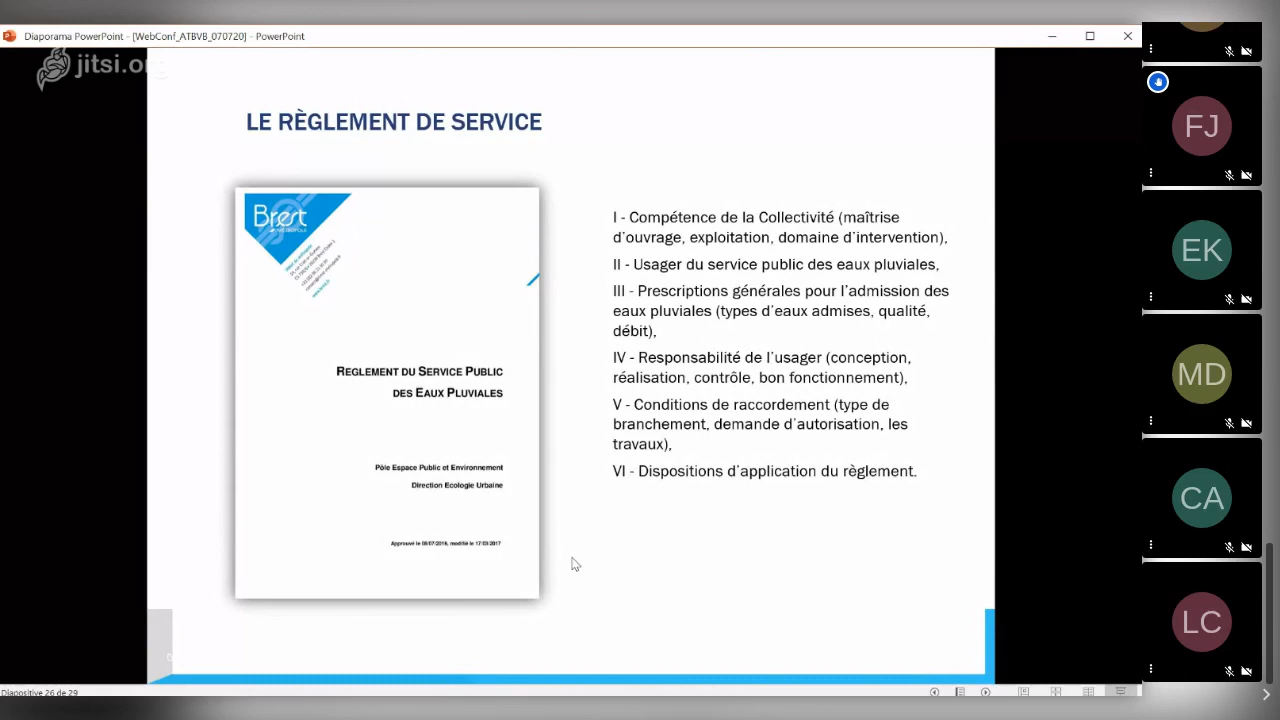 Diaporama PowerPoint - [WebConf_ATBVB_070720] - PowerPoint
jitsi.org
LE RÈGLEMENT DE SERVICE
Brest
MÉTROPOLE
REGLEMENT DU SERVICE PUBLIC
DES EAUX PLUVIALES
Pôle Espace Public et Environnement
Direction Ecologie Urbaine
I - Compétence de la Collectivité (maîtrise
d'ouvrage, exploitation, domaine d'intervention),
II - Usager du service public des eaux pluviales,
III - Prescriptions générales pour l'admission des
eaux pluviales (types d'eaux admises, qualité,
débit),
IV - Responsabilité de l'usager (conception,
réalisation, contrôle, bon fonctionnement),
V - Conditions de raccordement (type de
branchement, demande d'autorisation, les
travaux),
VI - Dispositions d'application du règlement.
Diapositive 26 de 29
FJ
EK
MD
CA
LC